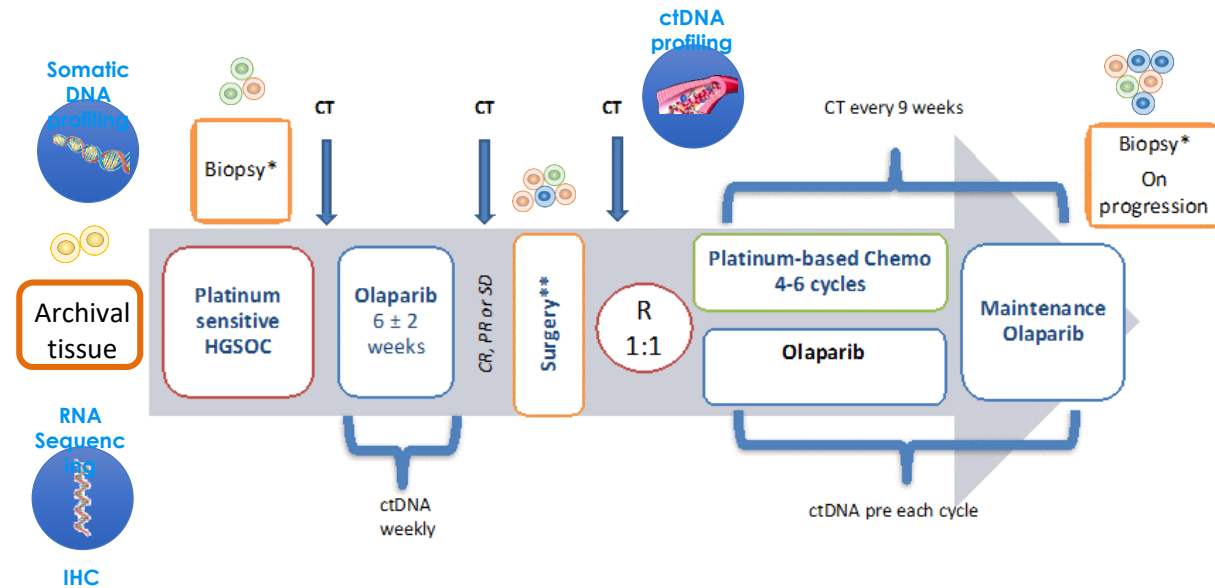 Somatic
DNA
profiling
Biopsy*
CT
CT
CT
ctDNA
profiling
CT every 9 weeks
Biopsy*
On
progression
Archival
tissue
Platinum
sensitive
HGSOC
Olaparib
6 ± 2
weeks
CR, PR or SD
Surgery**
R
1:1
Platinum-based Chemo
4-6 cycles
Olaparib
Maintenance
Olaparib
RNA
Sequenc
ing
ctDNA
weekly
ctDNA pre each cycle
IHC